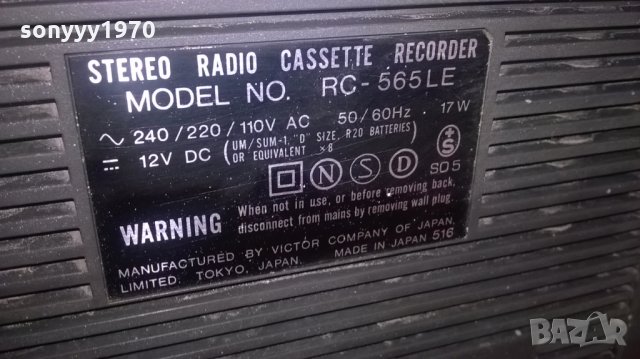 sonyyy1970
STEREO RADIO CASSETTE RECORDER
MODEL NO. RC-565LE
∼ 240/220/110V AC 50/60Hz 17W
⎓ 12V DC (UM/SUM-1, "D" SIZE, R20 BATTERIES OR EQUIVALENT ×8)
N S D S
SD5
WARNING When not in use, or before removing back,
disconnect from mains by removing wall plug.
MANUFACTURED BY VICTOR COMPANY OF JAPAN,
LIMITED. TOKYO, JAPAN. MADE IN JAPAN 516
BAZAR